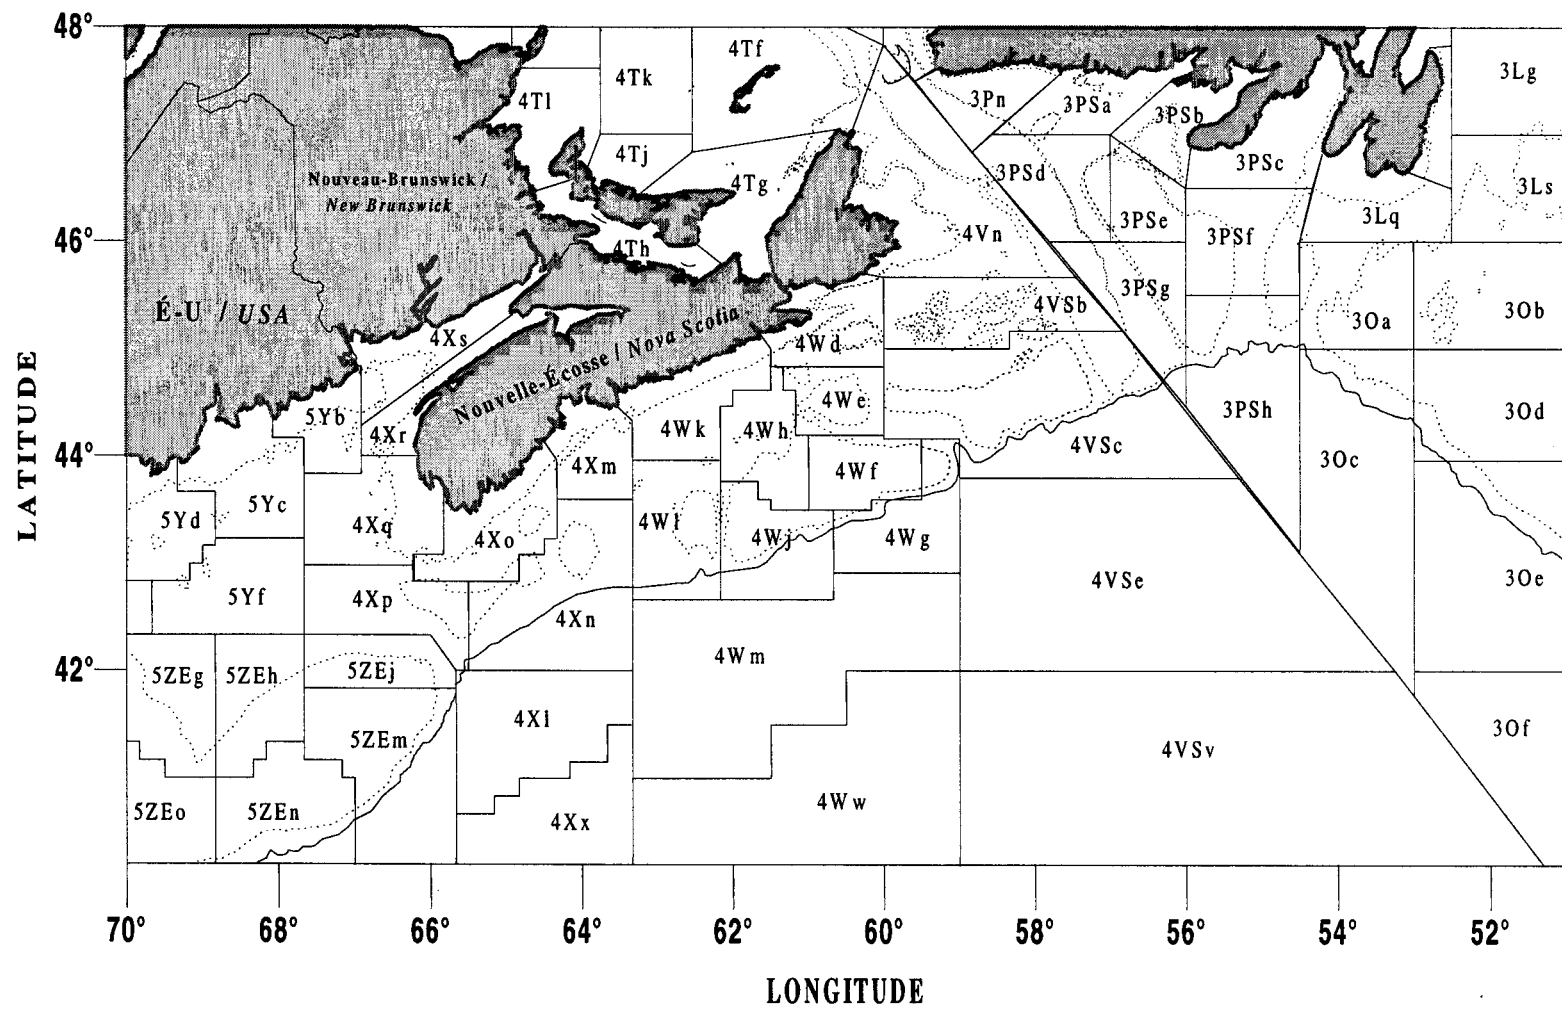 48°
4Tf
4Tk
4Tl
3Lg
3Pn
3PSa
3PSb
4Tj
3PSc
3PSd
4Tg
3Ls
Nouveau-Brunswick /
New Brunswick
3PSe
3Lq
46°
4Th
4Vn
3PSf
3PSg
4VSb
É-U / USA
4Xs
4Wd
3Oa
3Ob
Nouvelle-Écosse / Nova Scotia
LATITUDE
5Yb
4Xr
4Wk
4Wh
4We
3PSh
3Od
44°
4Xm
4Wf
4VSc
3Oc
5Yd
5Yc
4Xq
4Xo
4Wl
4Wj
4Wg
5Yf
4Xp
4Xn
4VSe
3Oe
42°
5ZEg
5ZEh
5ZEj
4Wm
5ZEm
4Xl
4VSv
3Of
5ZEo
5ZEn
4Xx
4Ww
70°
68°
66°
64°
62°
60°
58°
56°
54°
52°
LONGITUDE